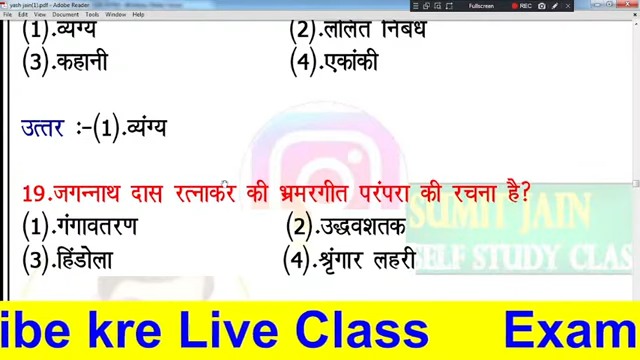 yash jain(1).pdf - Adobe Reader
File Edit View Document Tools Window Help
Fullscreen
REC
(1).व्यग्य (2).ललित निबंध
(3).कहानी (4).एकांकी
उत्तर :-(1).व्यंग्य
19.जगन्नाथ दास रत्नाकर की भ्रमरगीत परंपरा की रचना है?
(1).गंगावतरण (2).उद्धवशतक
(3).हिंडोला (4).श्रृंगार लहरी
SUMIT JAIN
SELF STUDY CLAS
ibe kre Live Class Exam